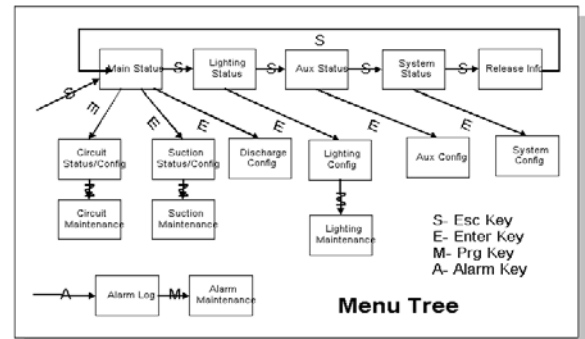 S
Main Status
S
Lighting
Status
S
Aux Status
S
System
Status
S
Release Info
S
E
E
E
E
E
E
Circuit
Status/Config
Suction
Status/Config
Discharge
Config
Lighting
Config
Aux Config
System
Config
M
M
M
Circuit
Maintenance
Suction
Maintenance
Lighting
Maintenance
S- Esc Key
E- Enter Key
M- Prg Key
A- Alarm Key
A
Alarm Log
M
Alarm
Maintenance
Menu Tree